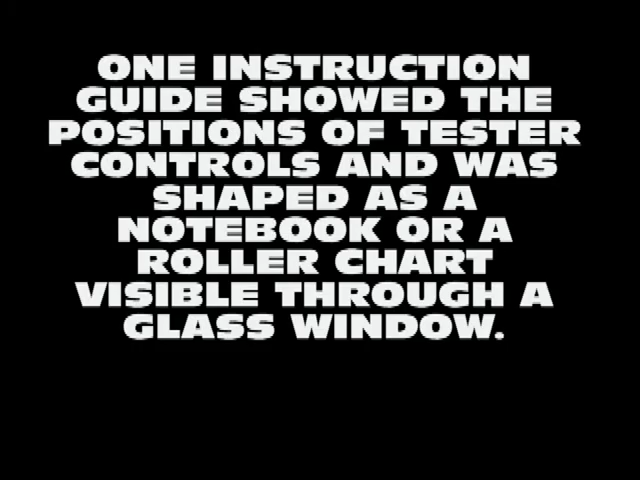 ONE INSTRUCTION
GUIDE SHOWED THE
POSITIONS OF TESTER
CONTROLS AND WAS
SHAPED AS A
NOTEBOOK OR A
ROLLER CHART
VISIBLE THROUGH A
GLASS WINDOW.